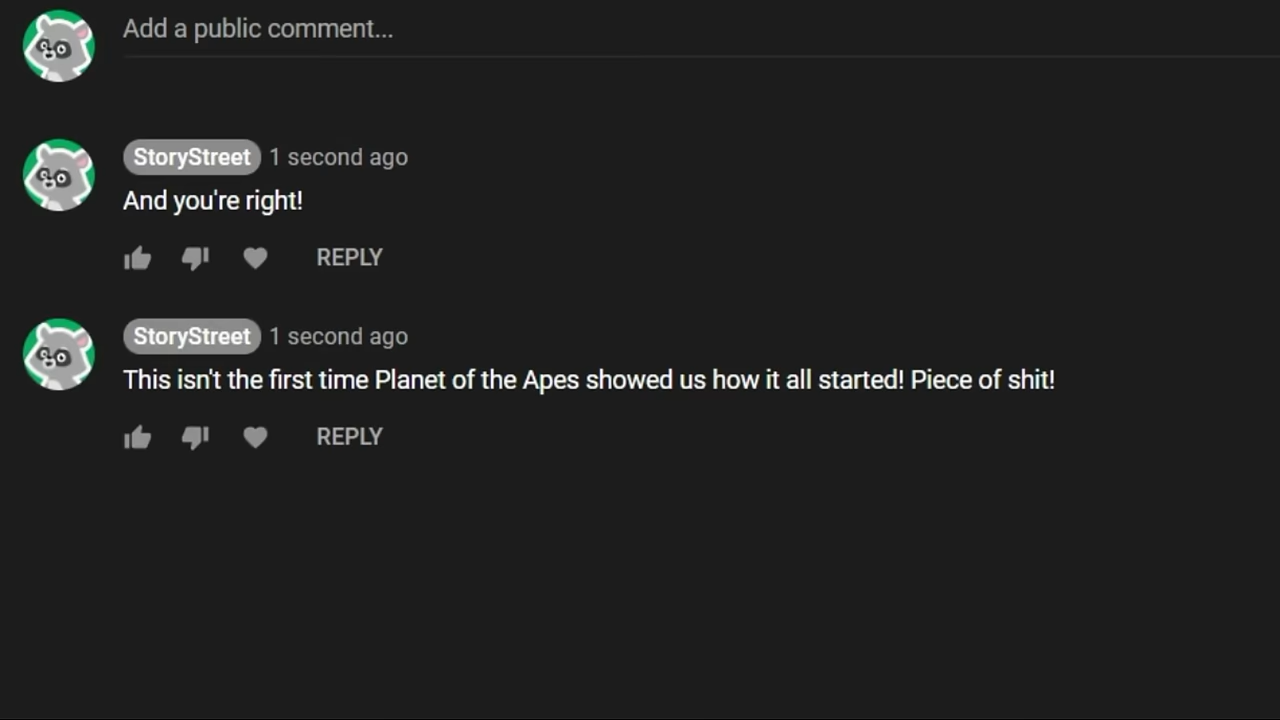 Add a public comment...
StoryStreet 1 second ago
And you're right!
REPLY
StoryStreet 1 second ago
This isn't the first time Planet of the Apes showed us how it all started! Piece of shit!
REPLY